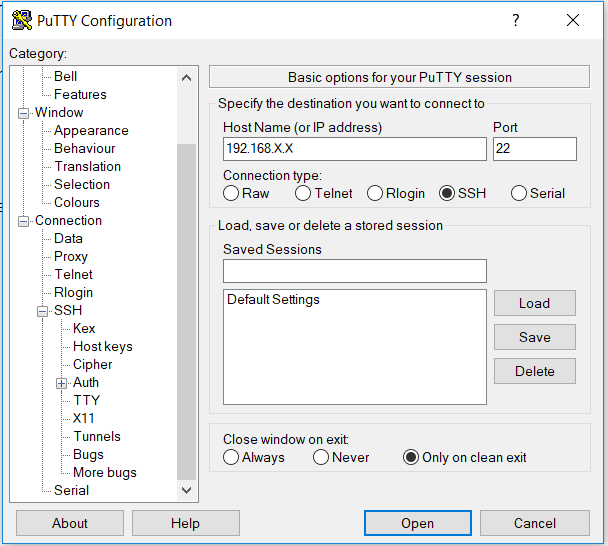 PuTTY Configuration
?
Category:
Bell
Features
Window
Appearance
Behaviour
Translation
Selection
Colours
Connection
Data
Proxy
Telnet
Rlogin
SSH
Kex
Host keys
Cipher
Auth
TTY
X11
Tunnels
Bugs
More bugs
Serial
Basic options for your PuTTY session
Specify the destination you want to connect to
Host Name (or IP address) Port
192.168.X.X 22
Connection type:
Raw Telnet Rlogin SSH Serial
Load, save or delete a stored session
Saved Sessions
Default Settings
Load
Save
Delete
Close window on exit:
Always Never Only on clean exit
About Help Open Cancel